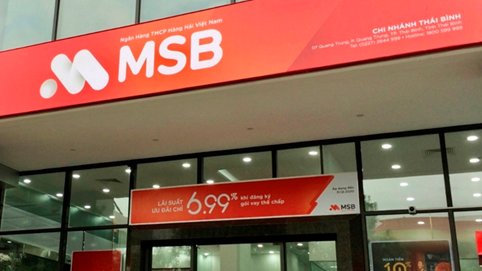 Ngân Hàng TMCP Hàng Hải Việt Nam
MSB
CHI NHÁNH THÁI BÌNH
LÃI SUẤT
ƯU ĐÃI CHỈ
6.99%
khi đăng ký
gói vay thế chấp
MSB